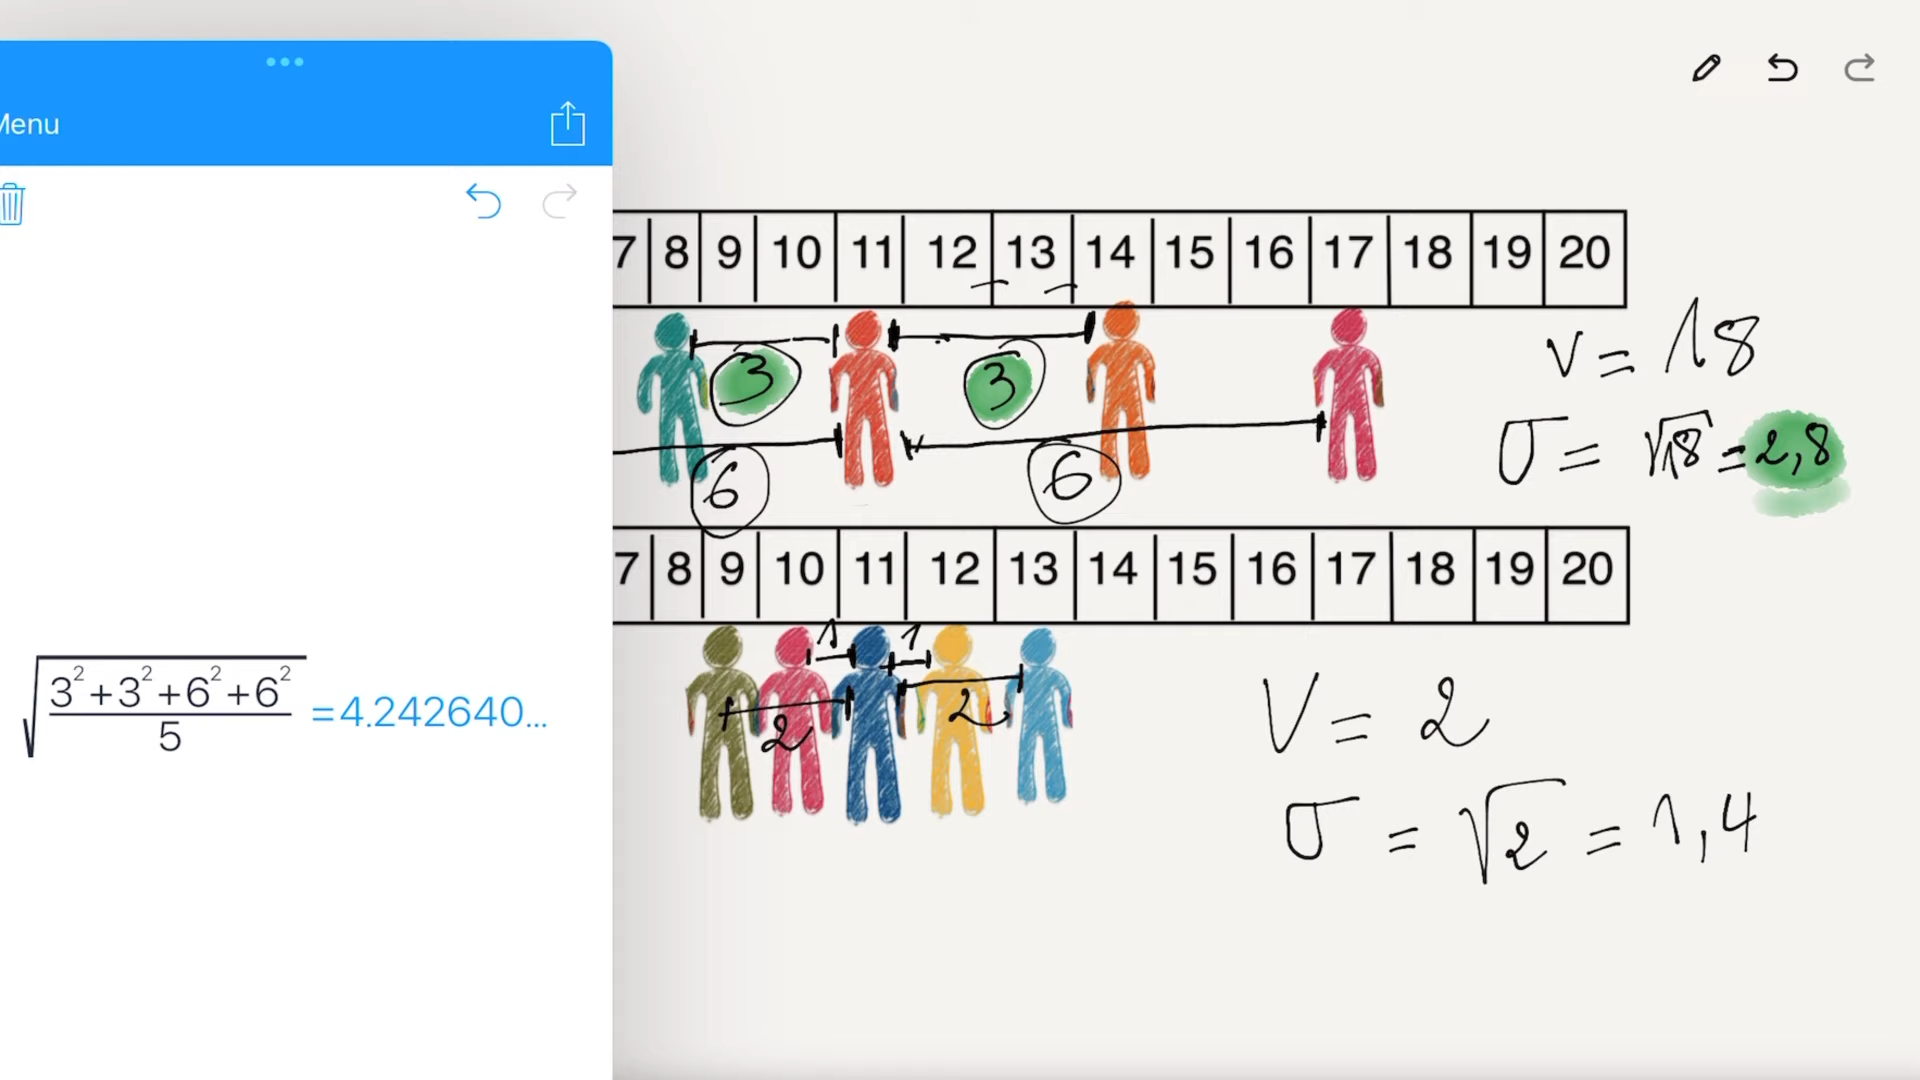 Menu
7 8 9 10 11 12 13 14 15 16 17 18 19 20
V = 18
3 3
σ = √18 = 2,8
6 6
7 8 9 10 11 12 13 14 15 16 17 18 19 20
1 1
2 2
V = 2
√((3²+3²+6²+6²)/5) =4.242640...
σ = √2 = 1,4